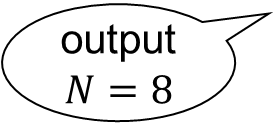 output
N = 8